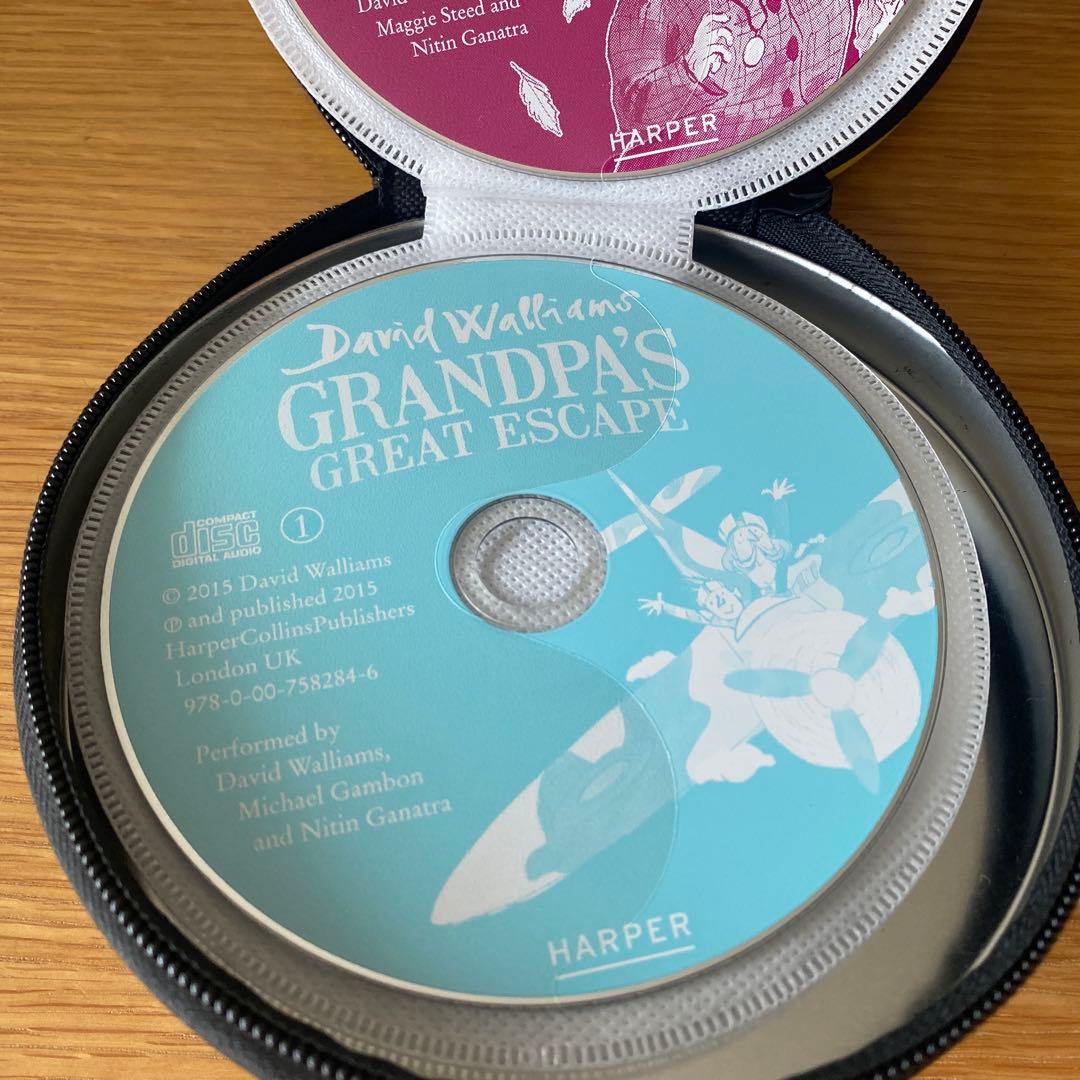 David
Maggie Steed and
Nitin Ganatra
HARPER
David Walliams
GRANDPA'S
GREAT ESCAPE
COMPACT
disc
DIGITAL AUDIO
1
© 2015 David Walliams
℗ and published 2015
HarperCollinsPublishers
London UK
978-0-00-758284-6
Performed by
David Walliams,
Michael Gambon
and Nitin Ganatra
HARPER